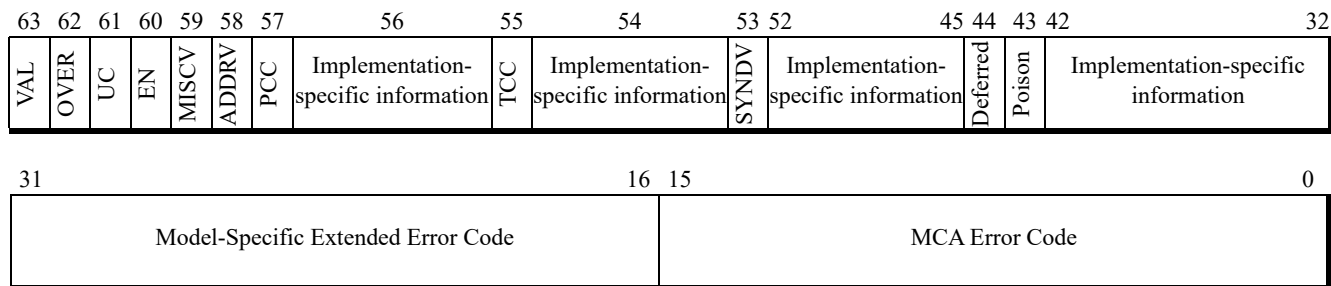 63 62 61 60 59 58 57 56 55 54 53 52 45 44 43 42 32
VAL OVER UC EN MISCV ADDRV PCC Implementation- TCC Implementation- SYNDV Implementation- Deferred Poison Implementation-specific
specific information specific information specific information information
31 16 15 0
Model-Specific Extended Error Code MCA Error Code